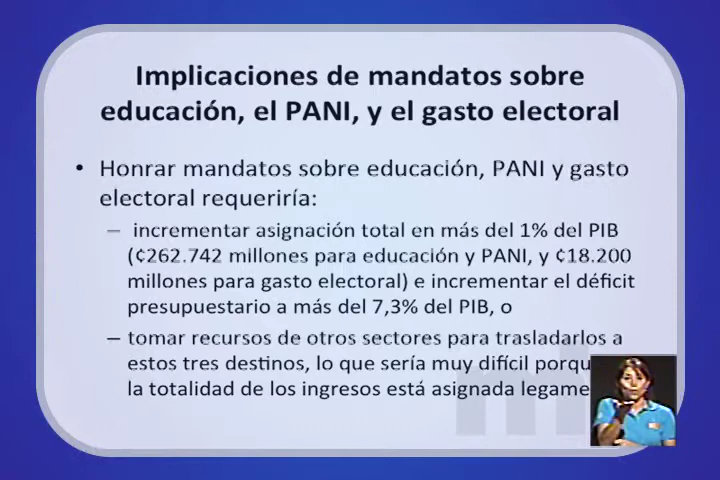 Implicaciones de mandatos sobre
educación, el PANI, y el gasto electoral
• Honrar mandatos sobre educación, PANI y gasto
electoral requeriría:
– incrementar asignación total en más del 1% del PIB
(¢262.742 millones para educación y PANI, y ¢18.200
millones para gasto electoral) e incrementar el déficit
presupuestario a más del 7,3% del PIB, o
– tomar recursos de otros sectores para trasladarlos a
estos tres destinos, lo que sería muy difícil porqu
la totalidad de los ingresos está asignada legame